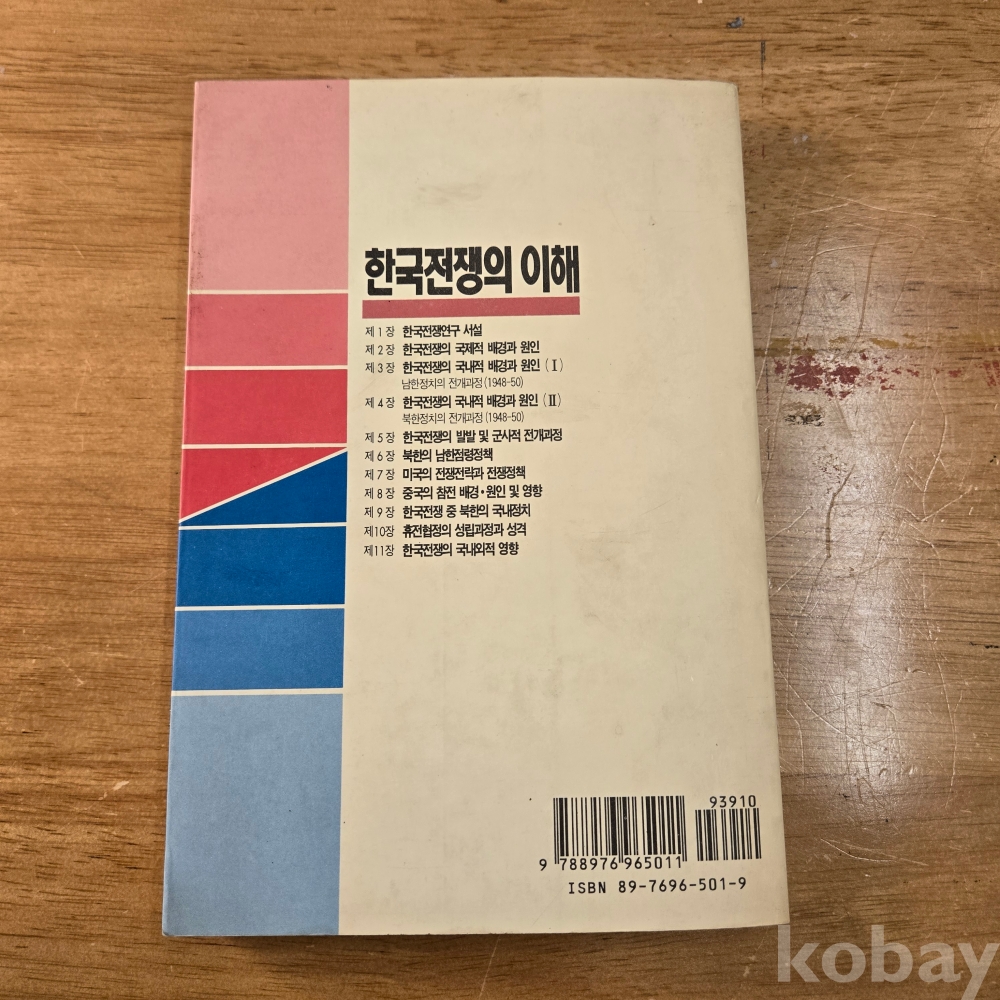 한국전쟁의 이해
제 1 장 한국전쟁연구 서설
제 2 장 한국전쟁의 국제적 배경과 원인
제 3 장 한국전쟁의 국내적 배경과 원인 (Ⅰ)
남한정치의 전개과정 (1948-50)
제 4 장 한국전쟁의 국내적 배경과 원인 (Ⅱ)
북한정치의 전개과정 (1948-50)
제 5 장 한국전쟁의 발발 및 군사적 전개과정
제 6 장 북한의 남한점령정책
제 7 장 미국의 전쟁전략과 전쟁정책
제 8 장 중국의 참전 배경·원인 및 영향
제 9 장 한국전쟁 중 북한의 국내정치
제10장 휴전협정의 성립과정과 성격
제11장 한국전쟁의 국내외적 영향
93910
9 788976 965011
ISBN 89-7696-501-9
kobay